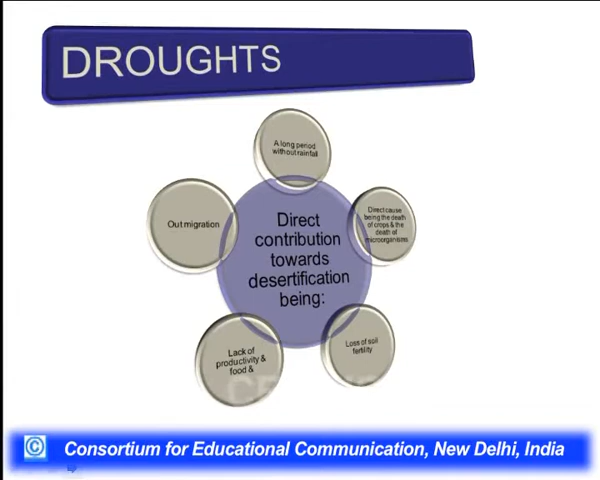 DROUGHTS
A long period
without rainfall
Direct cause
being the death
of crops & the
death of
microorganisms
Loss of soil
fertility
Lack of
productivity &
food &
Out migration
Direct
contribution
towards
desertification
being:
© Consortium for Educational Communication, New Delhi, India